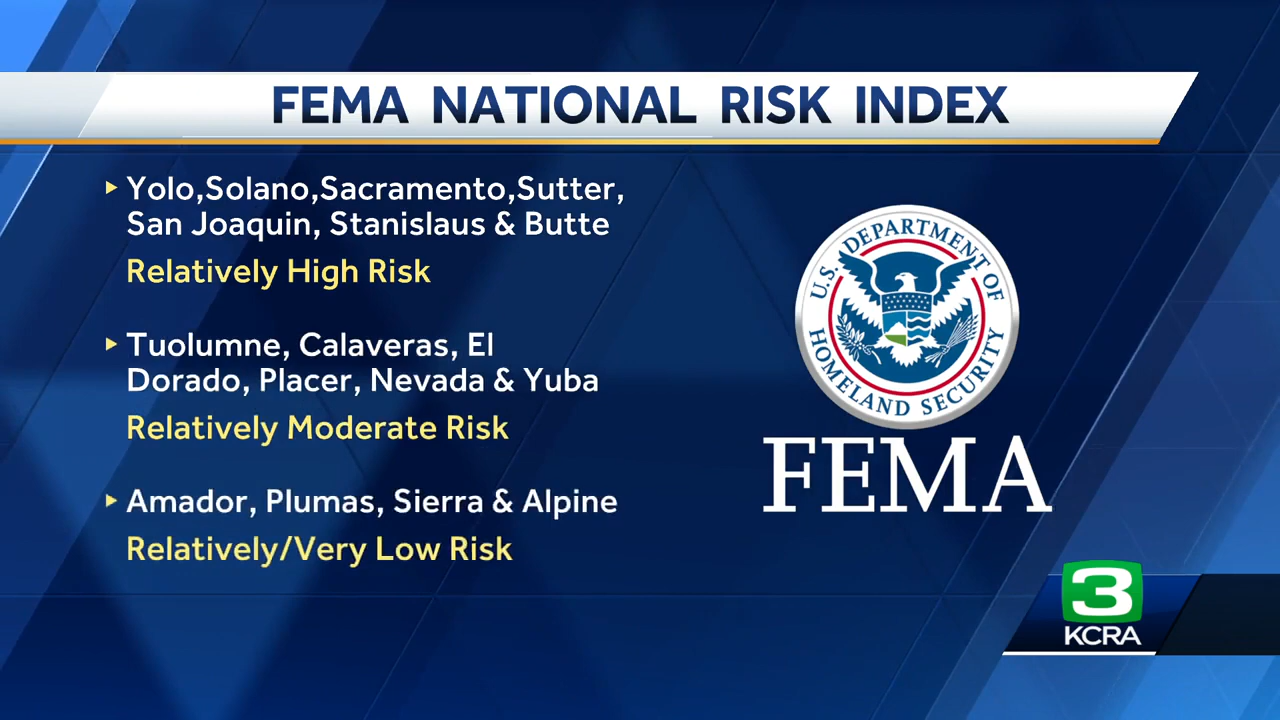 FEMA NATIONAL RISK INDEX
Yolo,Solano,Sacramento,Sutter,
San Joaquin, Stanislaus & Butte
Relatively High Risk
Tuolumne, Calaveras, El
Dorado, Placer, Nevada & Yuba
Relatively Moderate Risk
Amador, Plumas, Sierra & Alpine
Relatively/Very Low Risk
U.S. DEPARTMENT OF
HOMELAND SECURITY
FEMA
3
KCRA